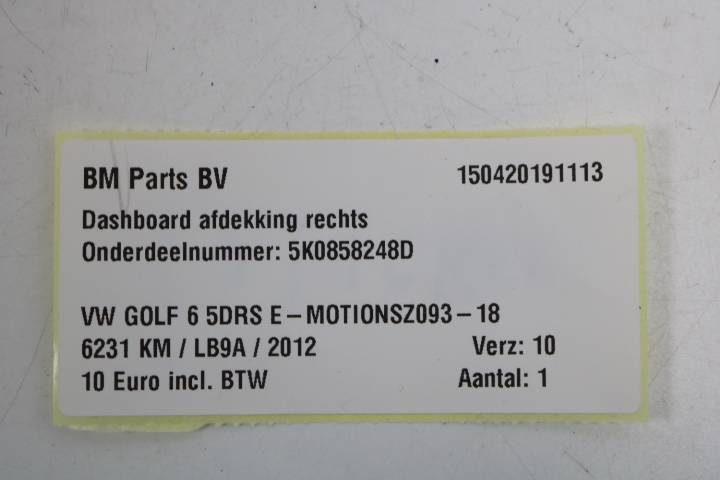 BM Parts BV 150420191113
Dashboard afdekking rechts
Onderdeelnummer: 5K0858248D
VW GOLF 6 5DRS E-MOTIONSZ093-18
6231 KM / LB9A / 2012 Verz: 10
10 Euro incl. BTW Aantal: 1